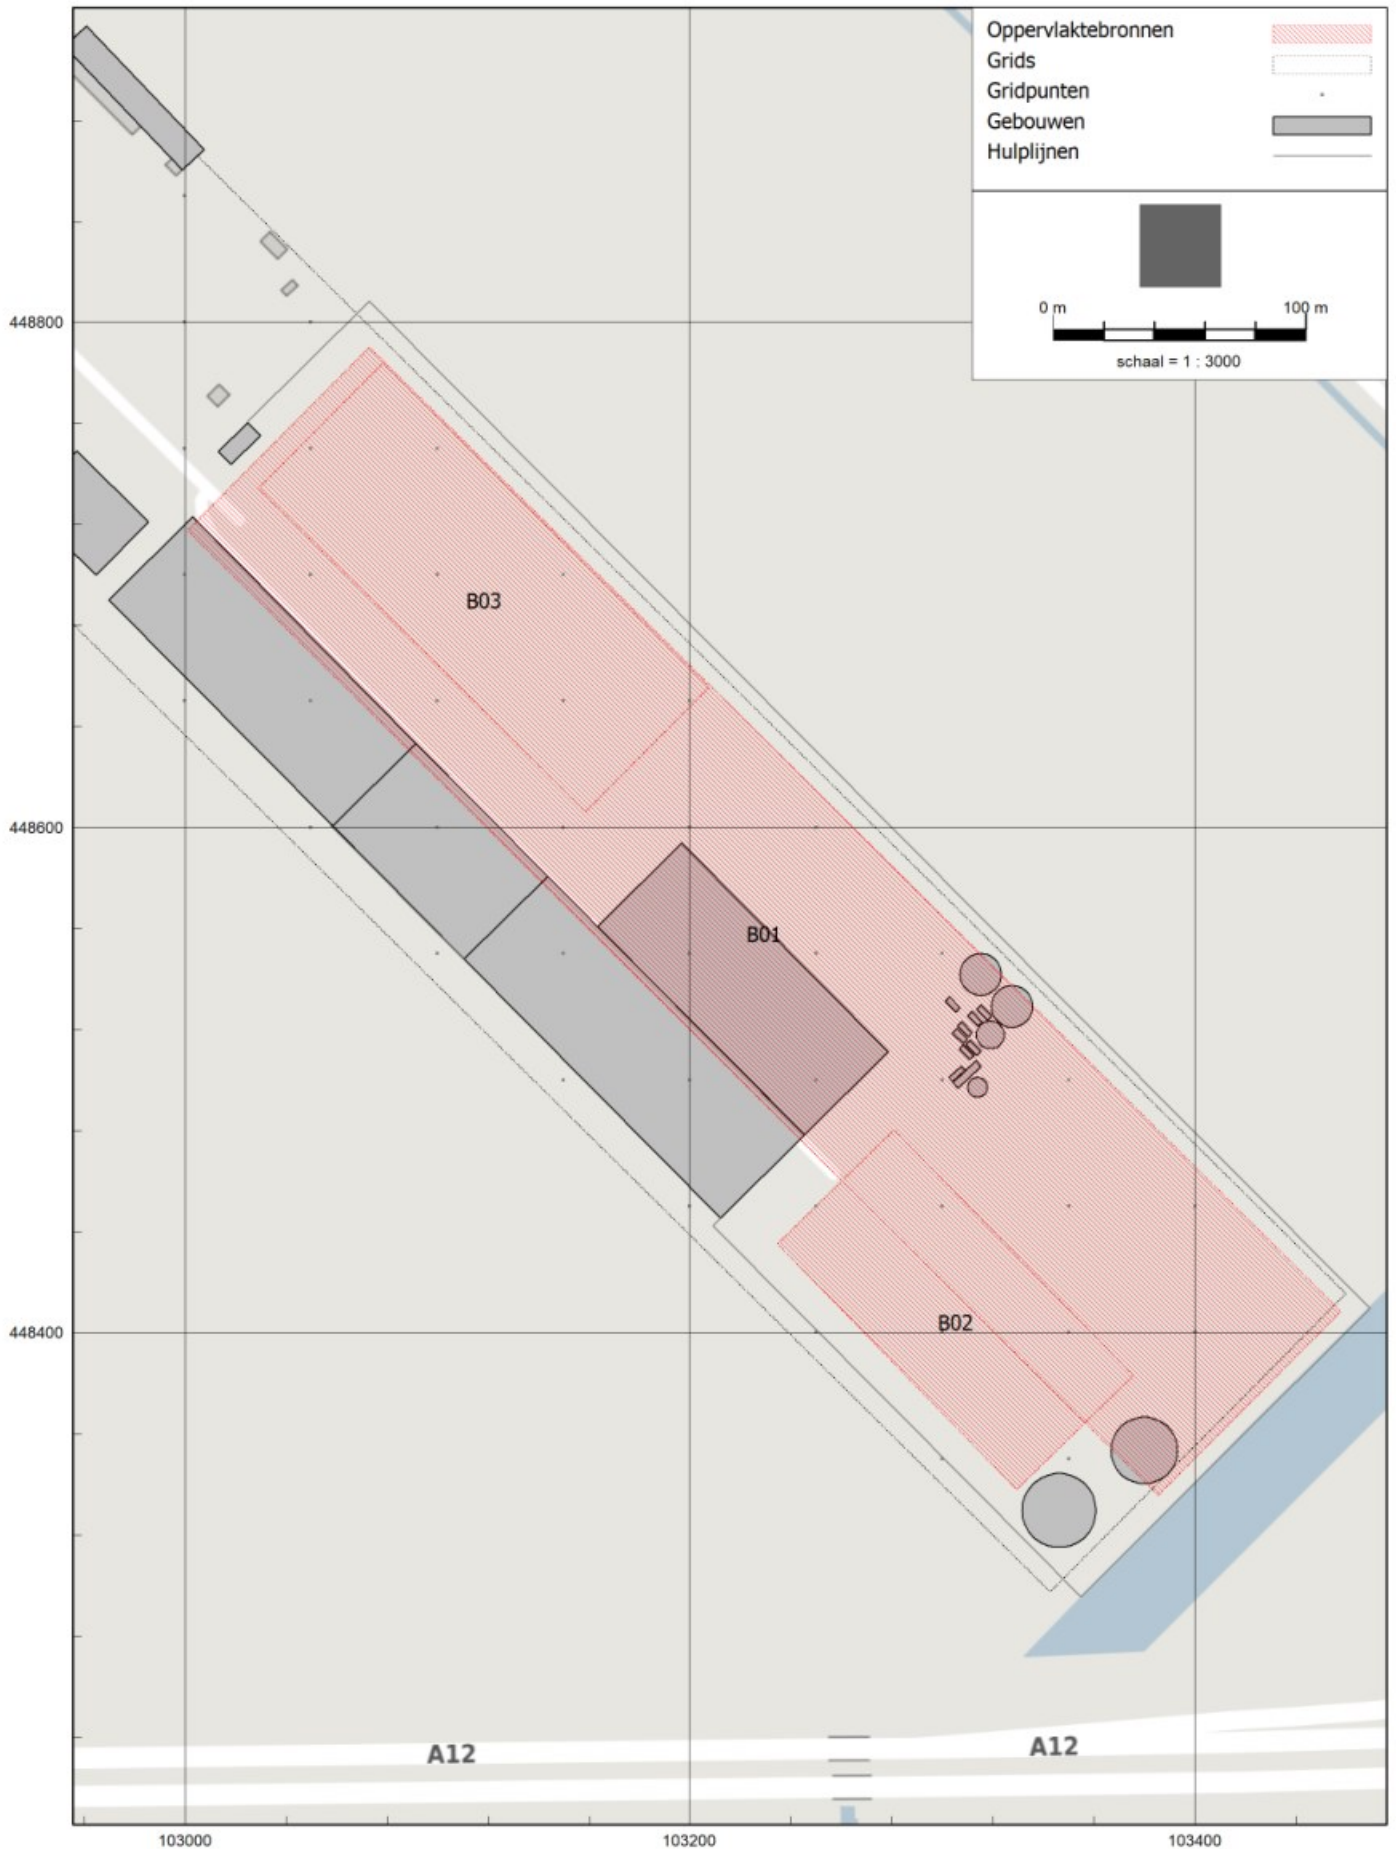 Oppervlaktebronnen
Grids
Gridpunten
Gebouwen
Hulplijnen
0 m 100 m
schaal = 1 : 3000
448800
B03
448600
B01
448400
B02
A12 A12
103000 103200 103400